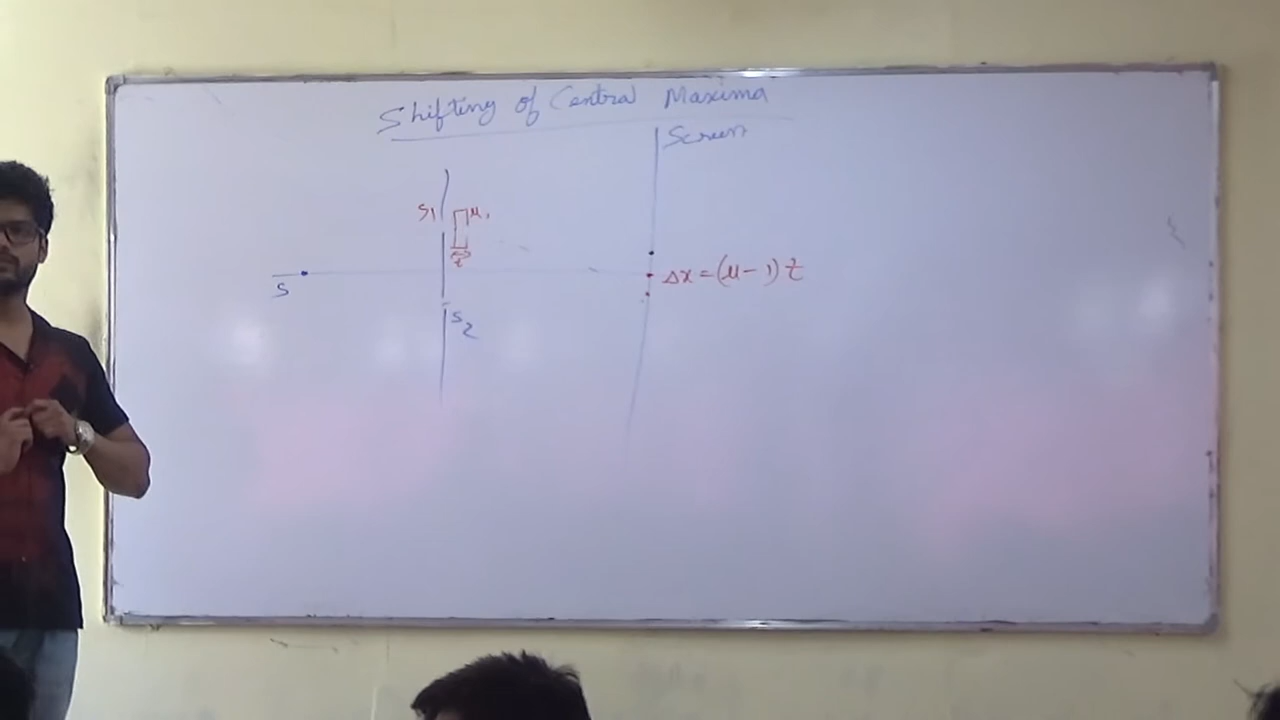 Shifting of Central Maxima
Screen
S1
μ,
t
S
Δx = (μ - 1) t
S2